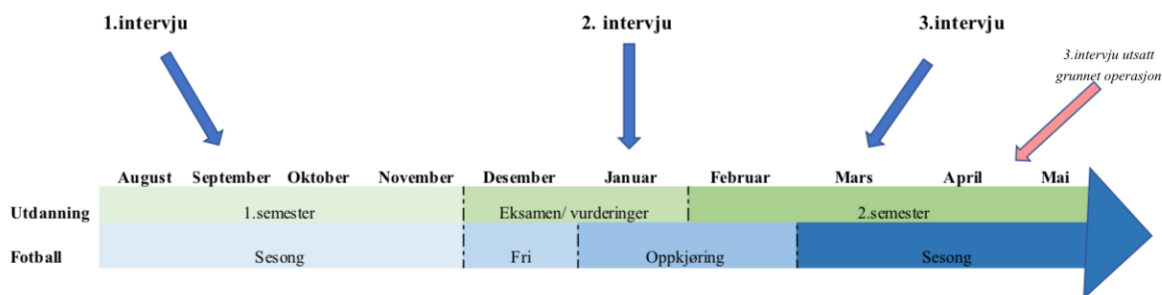 1.intervju
2. intervju
3.intervju
3.intervju utsatt
grunnet operasjon
August September Oktober November Desember Januar Februar Mars April Mai
Utdanning 1.semester Eksamen/ vurderinger 2.semester
Fotball Sesong Fri Oppkjøring Sesong